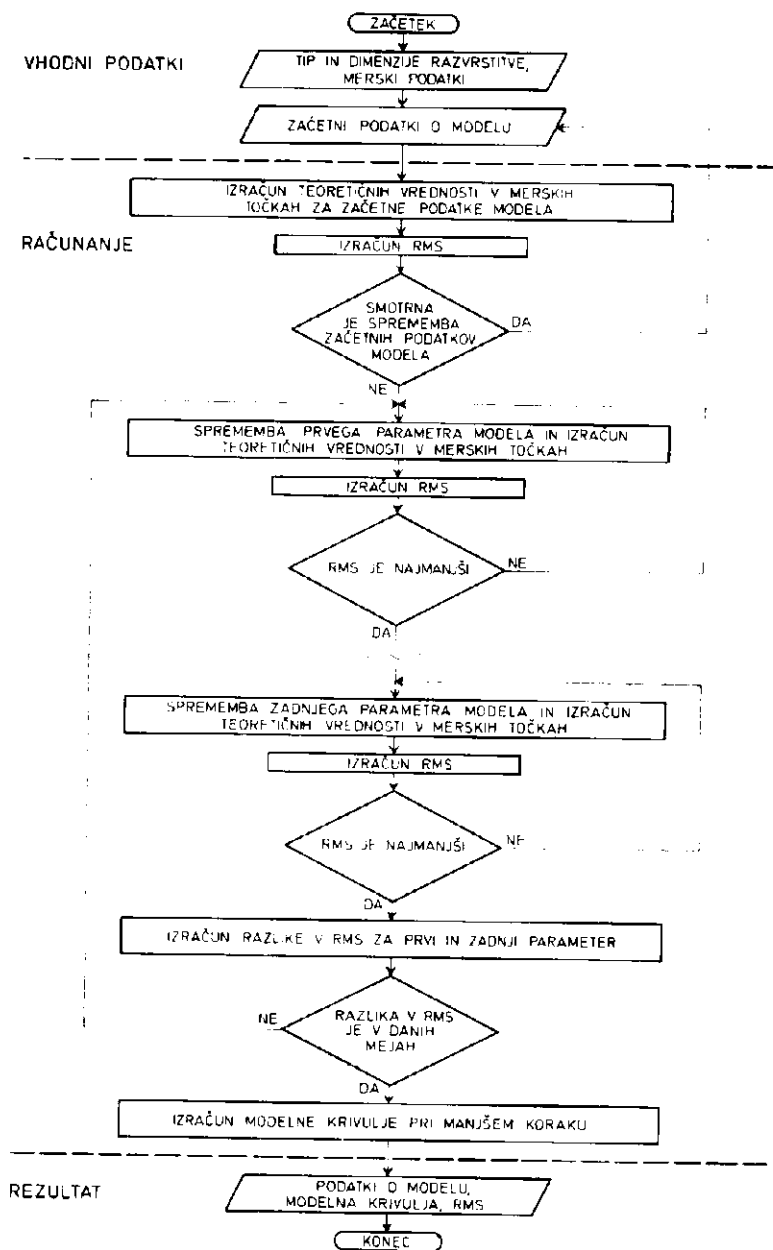 ZAČETEK
VHODNI PODATKI
TIP IN DIMENZIJE RAZVRSTITVE,
MERSKI PODATKI
ZAČETNI PODATKI O MODELU
IZRAČUN TEORETIČNIH VREDNOSTI V MERSKIH
TOČKAH ZA ZAČETNE PODATKE MODELA
RAČUNANJE
IZRAČUN RMS
SMOTRNA
JE SPREMEMBA
ZAČETNIH PODATKOV
MODELA
DA
NE
SPREMEMBA PRVEGA PARAMETRA MODELA IN IZRAČUN
TEORETIČNIH VREDNOSTI V MERSKIH TOČKAH
IZRAČUN RMS
RMS JE NAJMANJŠI
NE
DA
SPREMEMBA ZADNJEGA PARAMETRA MODELA IN IZRAČUN
TEORETIČNIH VREDNOSTI V MERSKIH TOČKAH
IZRAČUN RMS
RMS JE NAJMANJŠI
NE
DA
IZRAČUN RAZLIKE V RMS ZA PRVI IN ZADNJI PARAMETER
NE
RAZLIKA V RMS
JE V DANIH
MEJAH
DA
IZRAČUN MODELNE KRIVULJE PRI MANJŠEM KORAKU
REZULTAT
PODATKI O MODELU,
MODELNA KRIVULJA, RMS
KONEC